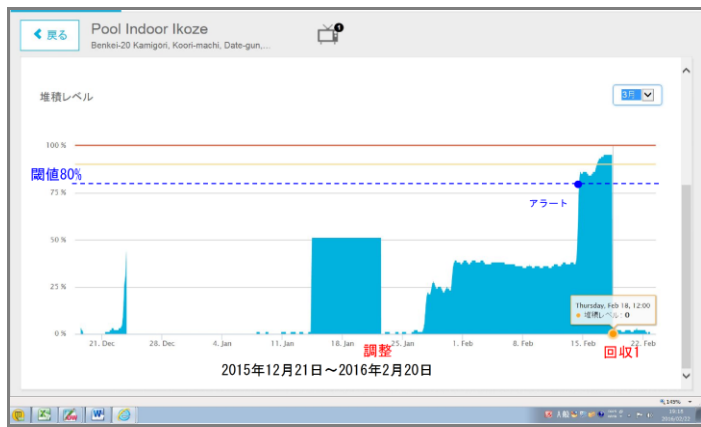 戻る
Pool Indoor Ikoze
Benkei-20 Kamigori, Koori-machi, Date-gun,...
1
堆積レベル
3月
100 %
閾値80%
75 %
アラート
50 %
25 %
Thursday, Feb 18, 12:00
堆積レベル: 0
0 %
21. Dec
28. Dec
4. Jan
11. Jan
18. Jan
25. Jan
1. Feb
8. Feb
15. Feb
22. Feb
調整
回収1
2015年12月21日～2016年2月20日
149%